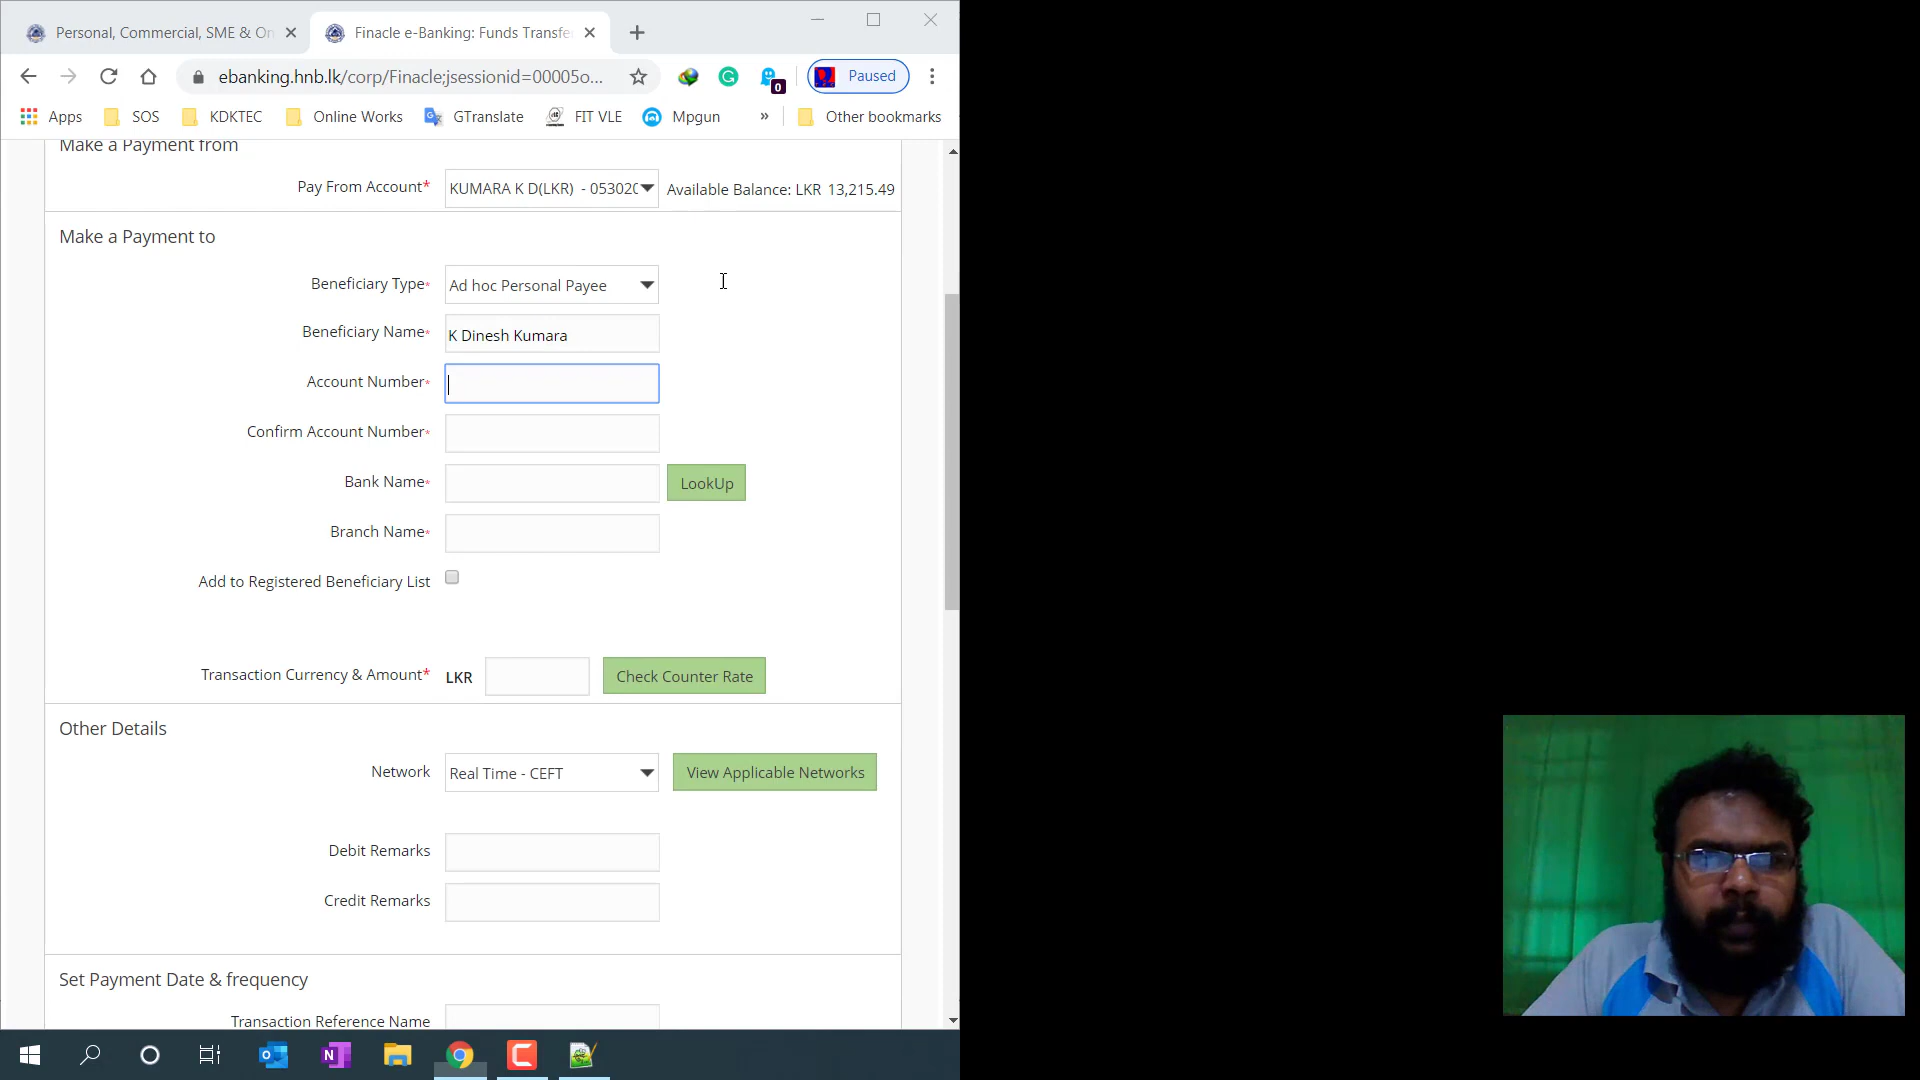 Personal, Commercial, SME & On
Finacle e-Banking: Funds Transfe
ebanking.hnb.lk/corp/Finacle;jsessionid=00005o...
0
Paused
Apps
SOS
KDKTEC
Online Works
GTranslate
FIT VLE
Mpgun
»
Other bookmarks
Make a Payment from
Pay From Account*
KUMARA K D(LKR) - 05302C
Available Balance: LKR 13,215.49
Make a Payment to
Beneficiary Type*
Ad hoc Personal Payee
Beneficiary Name*
K Dinesh Kumara
Account Number*
Confirm Account Number*
Bank Name*
LookUp
Branch Name*
Add to Registered Beneficiary List
Transaction Currency & Amount*
LKR
Check Counter Rate
Other Details
Network
Real Time - CEFT
View Applicable Networks
Debit Remarks
Credit Remarks
Set Payment Date & frequency
Transaction Reference Name